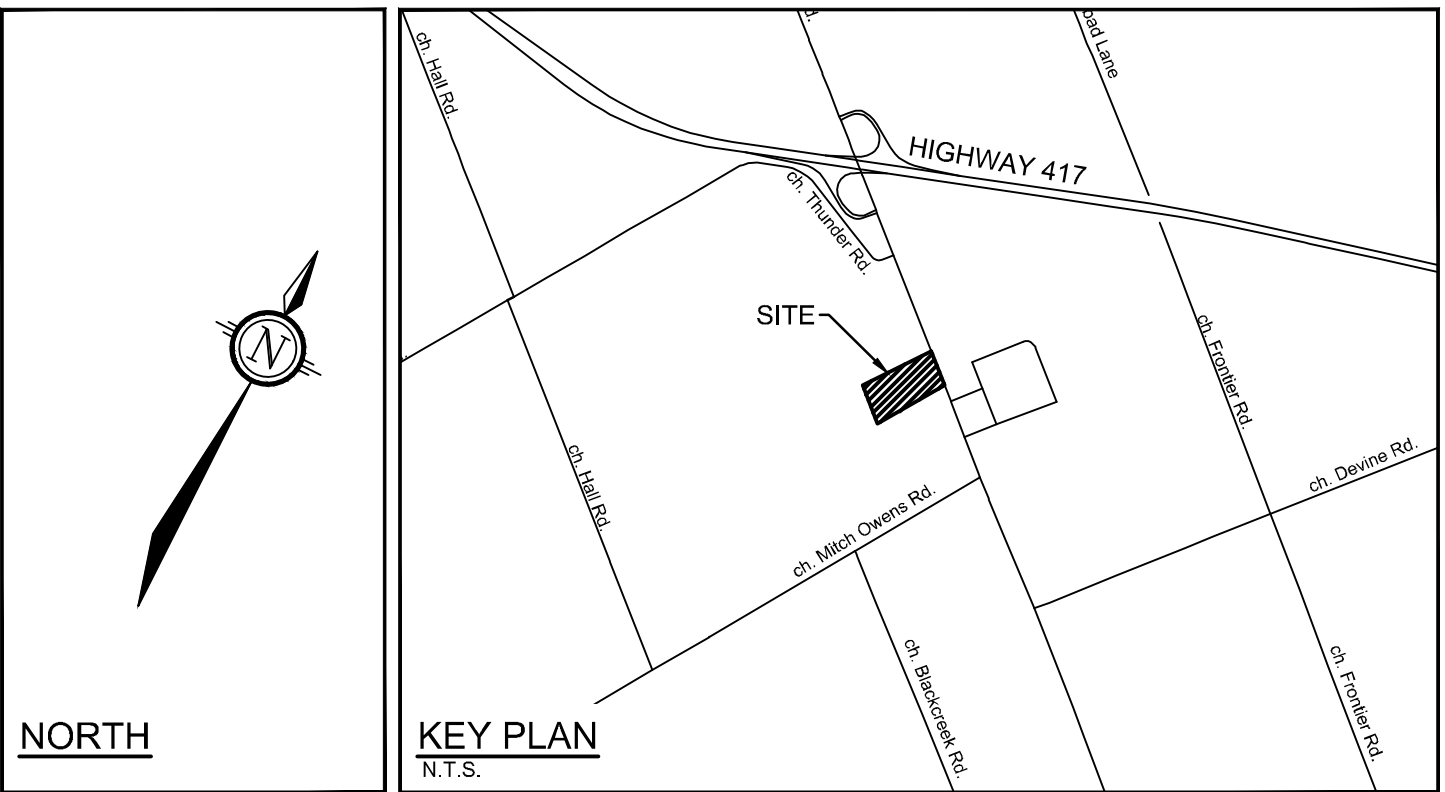 N
NORTH
ch. Hall Rd.
HIGHWAY 417
ch. Thunder Rd.
SITE
ch. Frontier Rd.
ch. Hall Rd.
ch. Devine Rd.
ch. Mitch Owens Rd.
ch. Blackcreek Rd.
ch. Frontier Rd.
KEY PLAN
N.T.S.
Lane